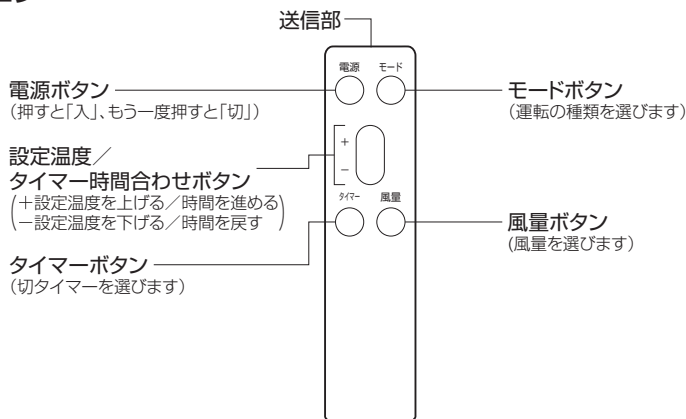 送信部
電源 モード
電源ボタン
(押すと「入」、もう一度押すと「切」)
モードボタン
(運転の種類を選びます)
設定温度／
タイマー時間合わせボタン
(＋設定温度を上げる／時間を進める
－設定温度を下げる／時間を戻す)
＋
－
タイマー 風量
風量ボタン
(風量を選びます)
タイマーボタン
(切タイマーを選びます)